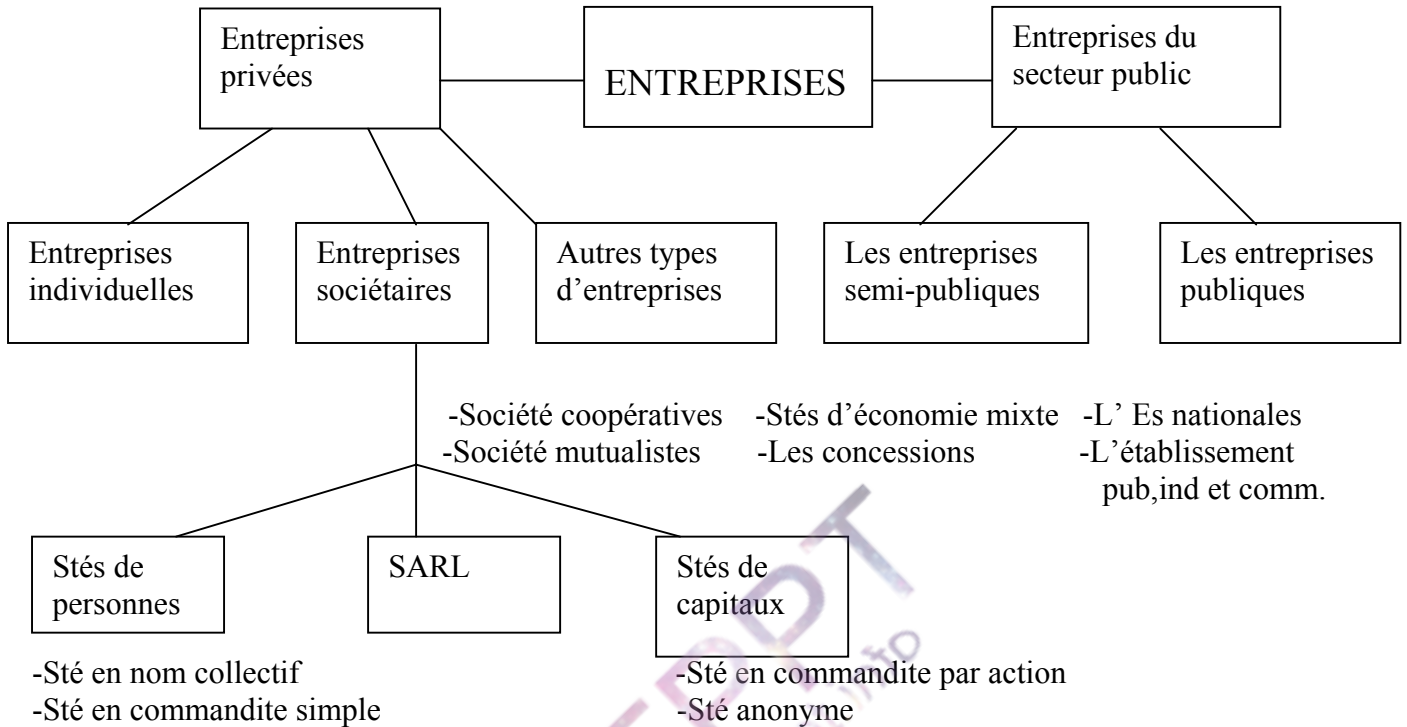 Entreprises
privées
ENTREPRISES
Entreprises du
secteur public
Entreprises
individuelles
Entreprises
sociétaires
Autres types
d’entreprises
Les entreprises
semi-publiques
Les entreprises
publiques
-Société coopératives
-Société mutualistes
-Stés d’économie mixte
-Les concessions
-L’ Es nationales
-L’établissement
pub,ind et comm.
Stés de
personnes
SARL
Stés de
capitaux
-Sté en nom collectif
-Sté en commandite simple
-Sté en commandite par action
-Sté anonyme